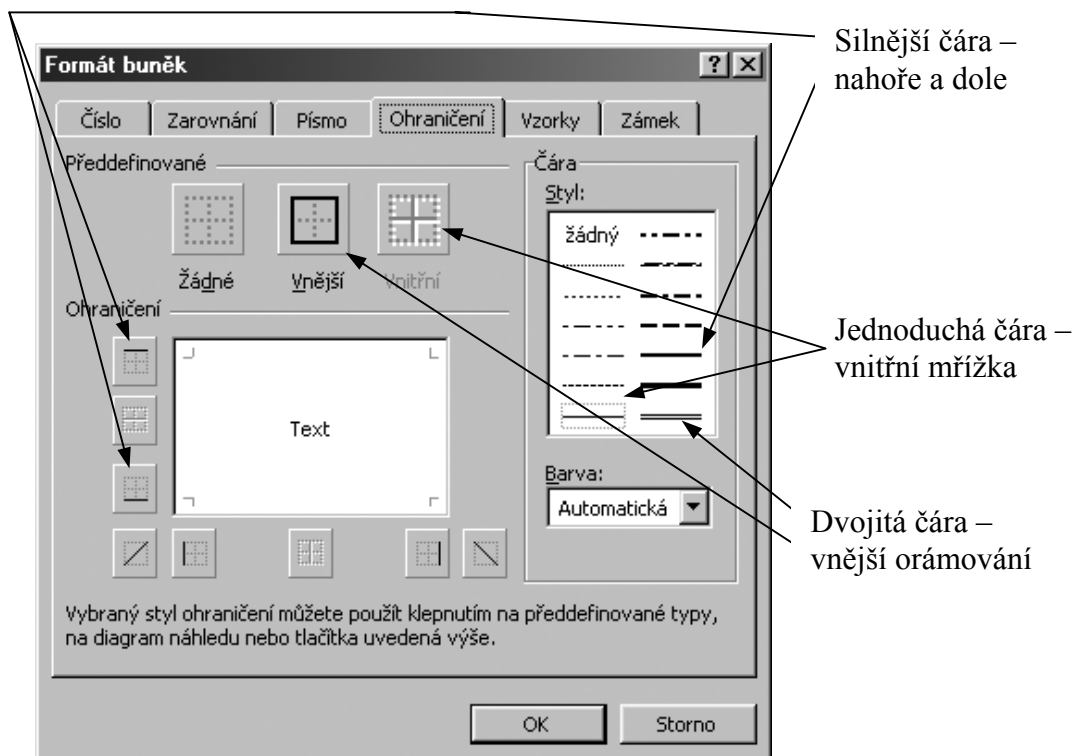 Silnější čára –
nahoře a dole
Formát buněk
Číslo Zarovnání Písmo Ohraničení Vzorky Zámek
Předdefinované
Žádné Vnější Vnitřní
Ohraničení
Text
Čára
Styl:
žádný
Barva:
Automatická
Jednoduchá čára –
vnitřní mřížka
Dvojitá čára –
vnější orámování
Vybraný styl ohraničení můžete použít klepnutím na předdefinované typy,
na diagram náhledu nebo tlačítka uvedená výše.
OK Storno